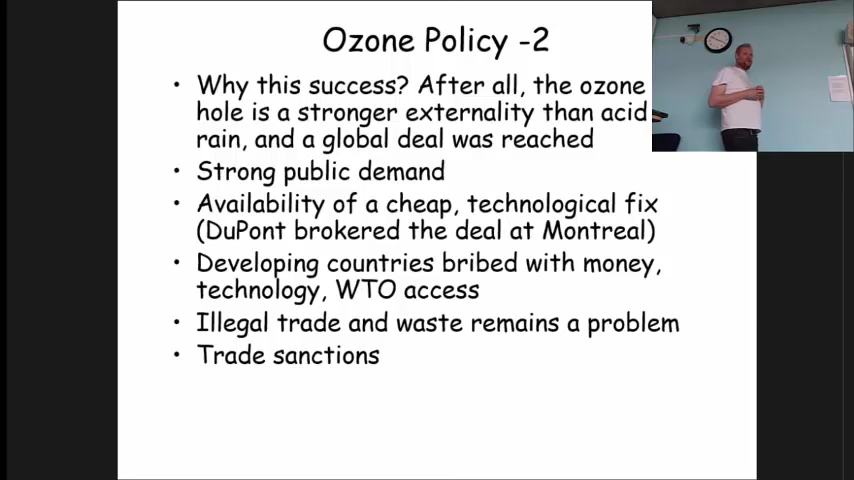 Ozone Policy -2
• Why this success? After all, the ozone
hole is a stronger externality than acid
rain, and a global deal was reached
• Strong public demand
• Availability of a cheap, technological fix
(DuPont brokered the deal at Montreal)
• Developing countries bribed with money,
technology, WTO access
• Illegal trade and waste remains a problem
• Trade sanctions